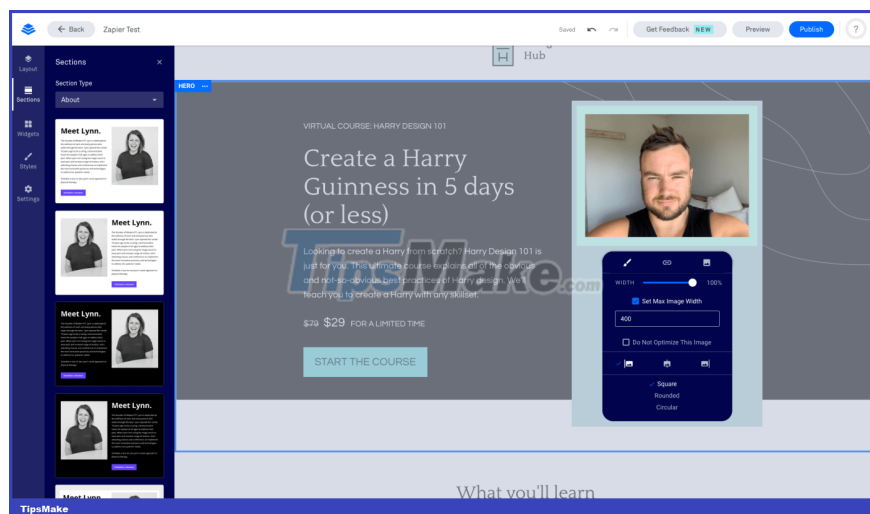 Back
Zapier Test
Saved
Get Feedback NEW
Preview
Publish
?
Layout
Sections
Widgets
Styles
Settings
Sections
Section Type
About
Meet Lynn.
Meet Lynn.
Meet Lynn.
Meet Lynn.
Meet Lynn.
Hub
HERO
VIRTUAL COURSE: HARRY DESIGN 101
Create a Harry
Guinness in 5 days
(or less)
Looking to create a Harry from scratch? Harry Design 101 is
just for you. This ultimate course explains all of the obvious
and not-so-obvious best practices of Harry design. We'll
teach you to create a Harry with any skillset.
$79 $29 FOR A LIMITED TIME
START THE COURSE
WIDTH 100%
Set Max Image Width
400
Do Not Optimize This Image
Square
Rounded
Circular
What you'll learn
TipsMake.com
TipsMake